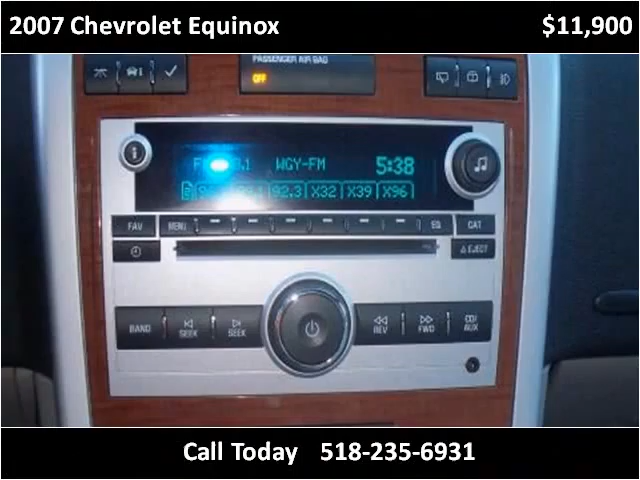 2007 Chevrolet Equinox $11,900
PASSENGER AIR BAG
OFF
WGY-FM 5:38
92.3 X32 X39 X96
FAV MENU EQ CAT
EJECT
BAND SEEK SEEK REV FWD CD/AUX
Call Today 518-235-6931